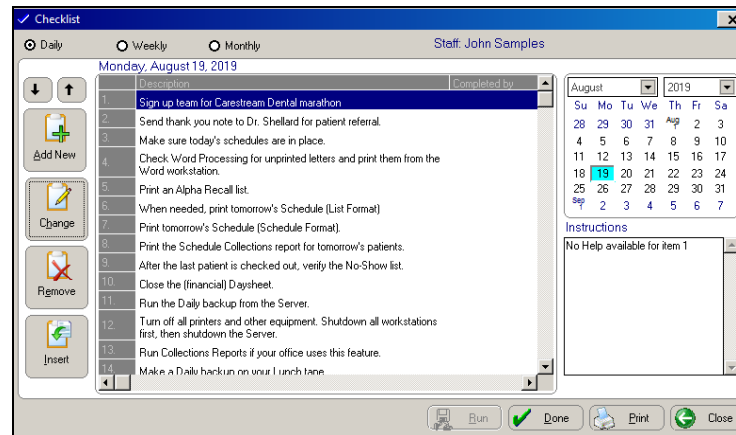 Checklist
Daily
Weekly
Monthly
Staff: John Samples
Monday, August 19, 2019
Description Completed by
1. Sign up team for Carestream Dental marathon
2. Send thank you note to Dr. Shellard for patient referral.
3. Make sure today's schedules are in place.
4. Check Word Processing for unprinted letters and print them from the
Word workstation.
5. Print an Alpha Recall list.
6. When needed, print tomorrow's Schedule (List Format)
7. Print tomorrow's Schedule (Schedule Format).
8. Print the Schedule Collections report for tomorrow's patients.
9. After the last patient is checked out, verify the No-Show list.
10. Close the (financial) Daysheet.
11. Run the Daily backup from the Server.
12. Turn off all printers and other equipment. Shutdown all workstations
first, then shutdown the Server.
13. Run Collections Reports if your office uses this feature.
14 Make a Daily backup on your Lunch tape
Add New
Change
Remove
Insert
August 2019
Su Mo Tu We Th Fr Sa
28 29 30 31 Aug 1 2 3
4 5 6 7 8 9 10
11 12 13 14 15 16 17
18 19 20 21 22 23 24
25 26 27 28 29 30 31
Sep 1 2 3 4 5 6 7
Instructions
No Help available for item 1
Run
Done
Print
Close